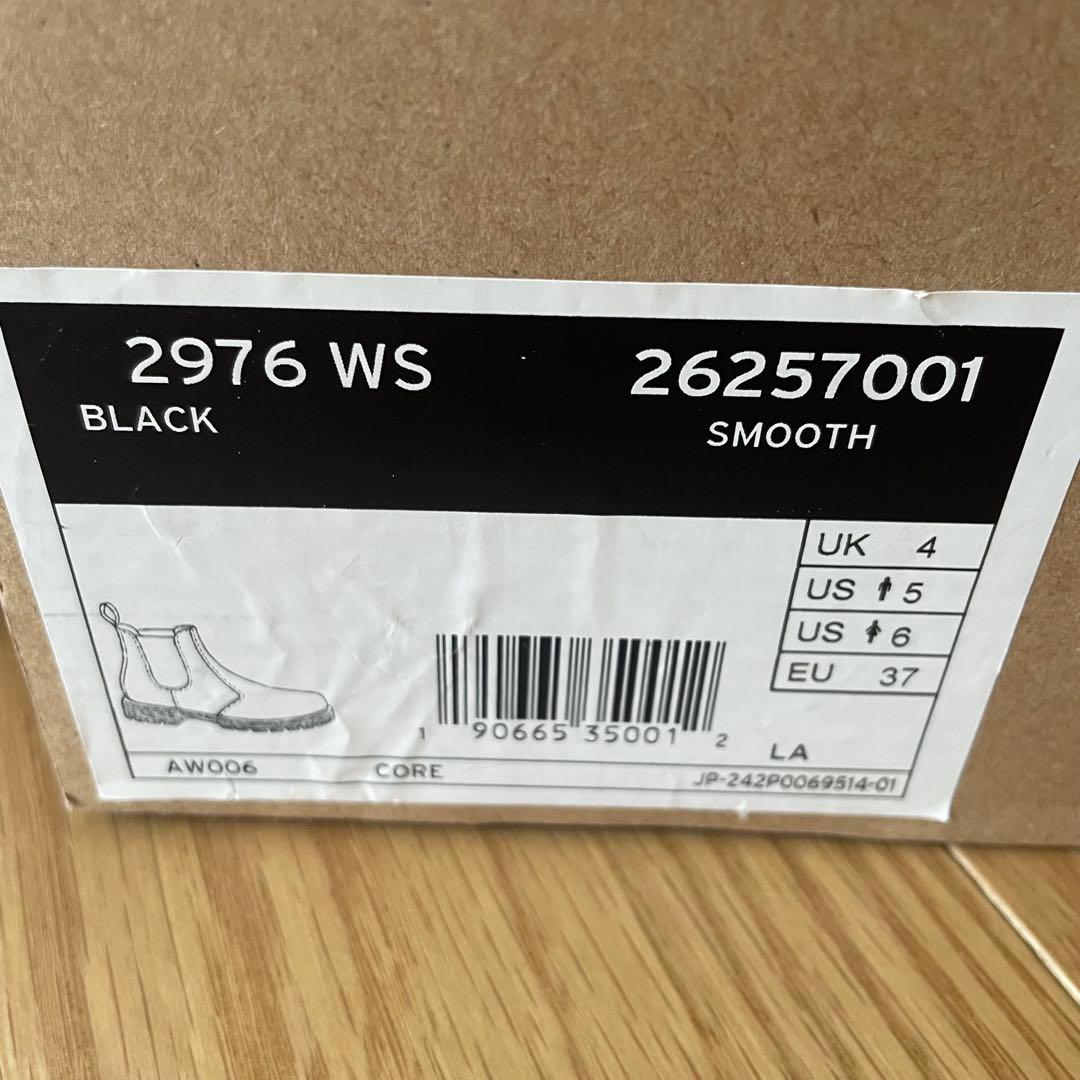 2976 WS 26257001
BLACK SMOOTH
UK 4
US 5
US 6
EU 37
1 90665 35001 2
LA
AW006 CORE JP-242P0069514-01